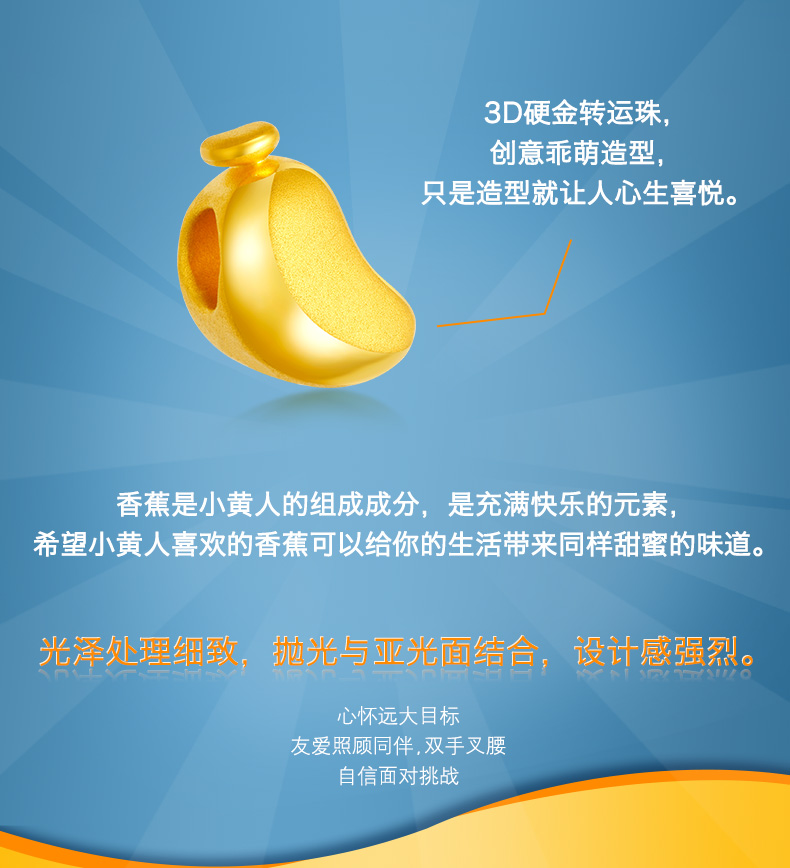 3D硬金转运珠，
创意乖萌造型，
只是造型就让人心生喜悦。
香蕉是小黄人的组成成分，是充满快乐的元素，
希望小黄人喜欢的香蕉可以给你的生活带来同样甜蜜的味道。
光泽处理细致，抛光与亚光面结合，设计感强烈。
心怀远大目标
友爱照顾同伴,双手叉腰
自信面对挑战